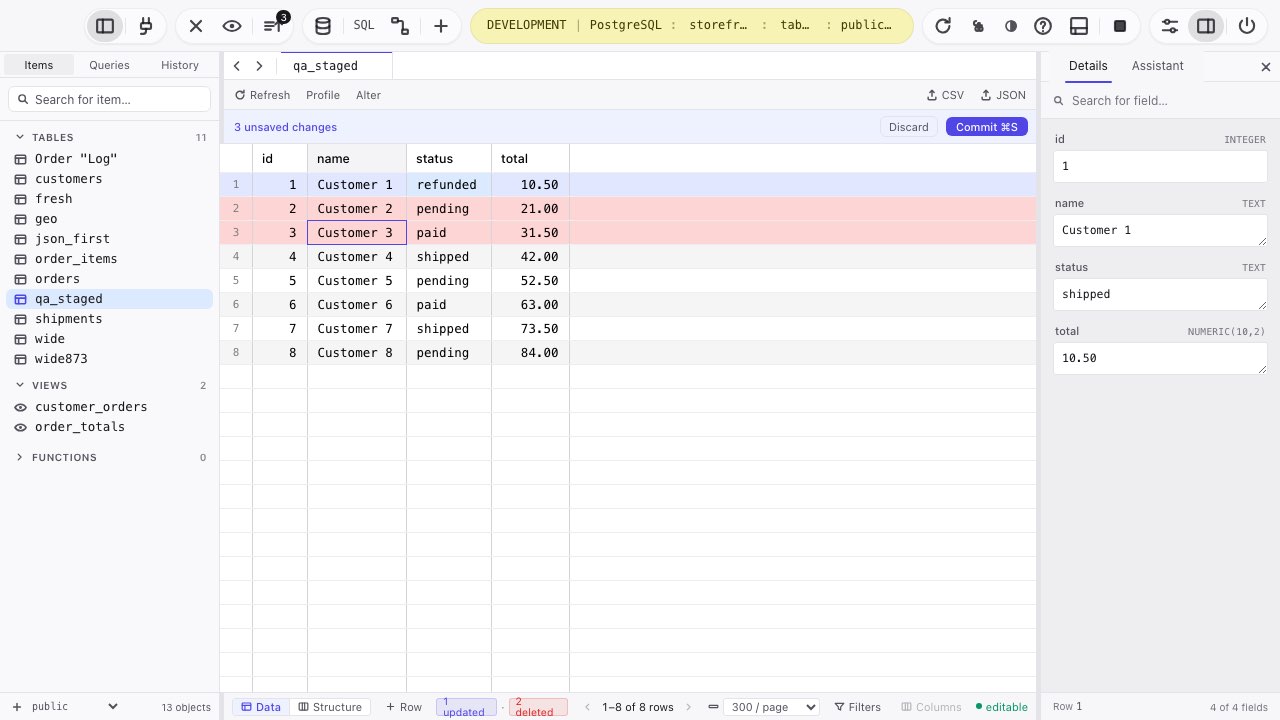 3
SQL
DEVELOPMENT | PostgreSQL : storefr… : tab… : public…
Items Queries History
Search for item...
TABLES 11
Order "Log"
customers
fresh
geo
json_first
order_items
orders
qa_staged
shipments
wide
wide873
VIEWS 2
customer_orders
order_totals
FUNCTIONS 0
public 13 objects
qa_staged
Refresh Profile Alter CSV JSON
3 unsaved changes Discard Commit ⌘S
id name status total
1 1 Customer 1 refunded 10.50
2 2 Customer 2 pending 21.00
3 3 Customer 3 paid 31.50
4 4 Customer 4 shipped 42.00
5 5 Customer 5 pending 52.50
6 6 Customer 6 paid 63.00
7 7 Customer 7 shipped 73.50
8 8 Customer 8 pending 84.00
Data Structure + Row 1 updated · 2 deleted 1–8 of 8 rows 300 / page Filters Columns editable
Details Assistant
Search for field...
id INTEGER
1
name TEXT
Customer 1
status TEXT
shipped
total NUMERIC(10,2)
10.50
Row 1 4 of 4 fields